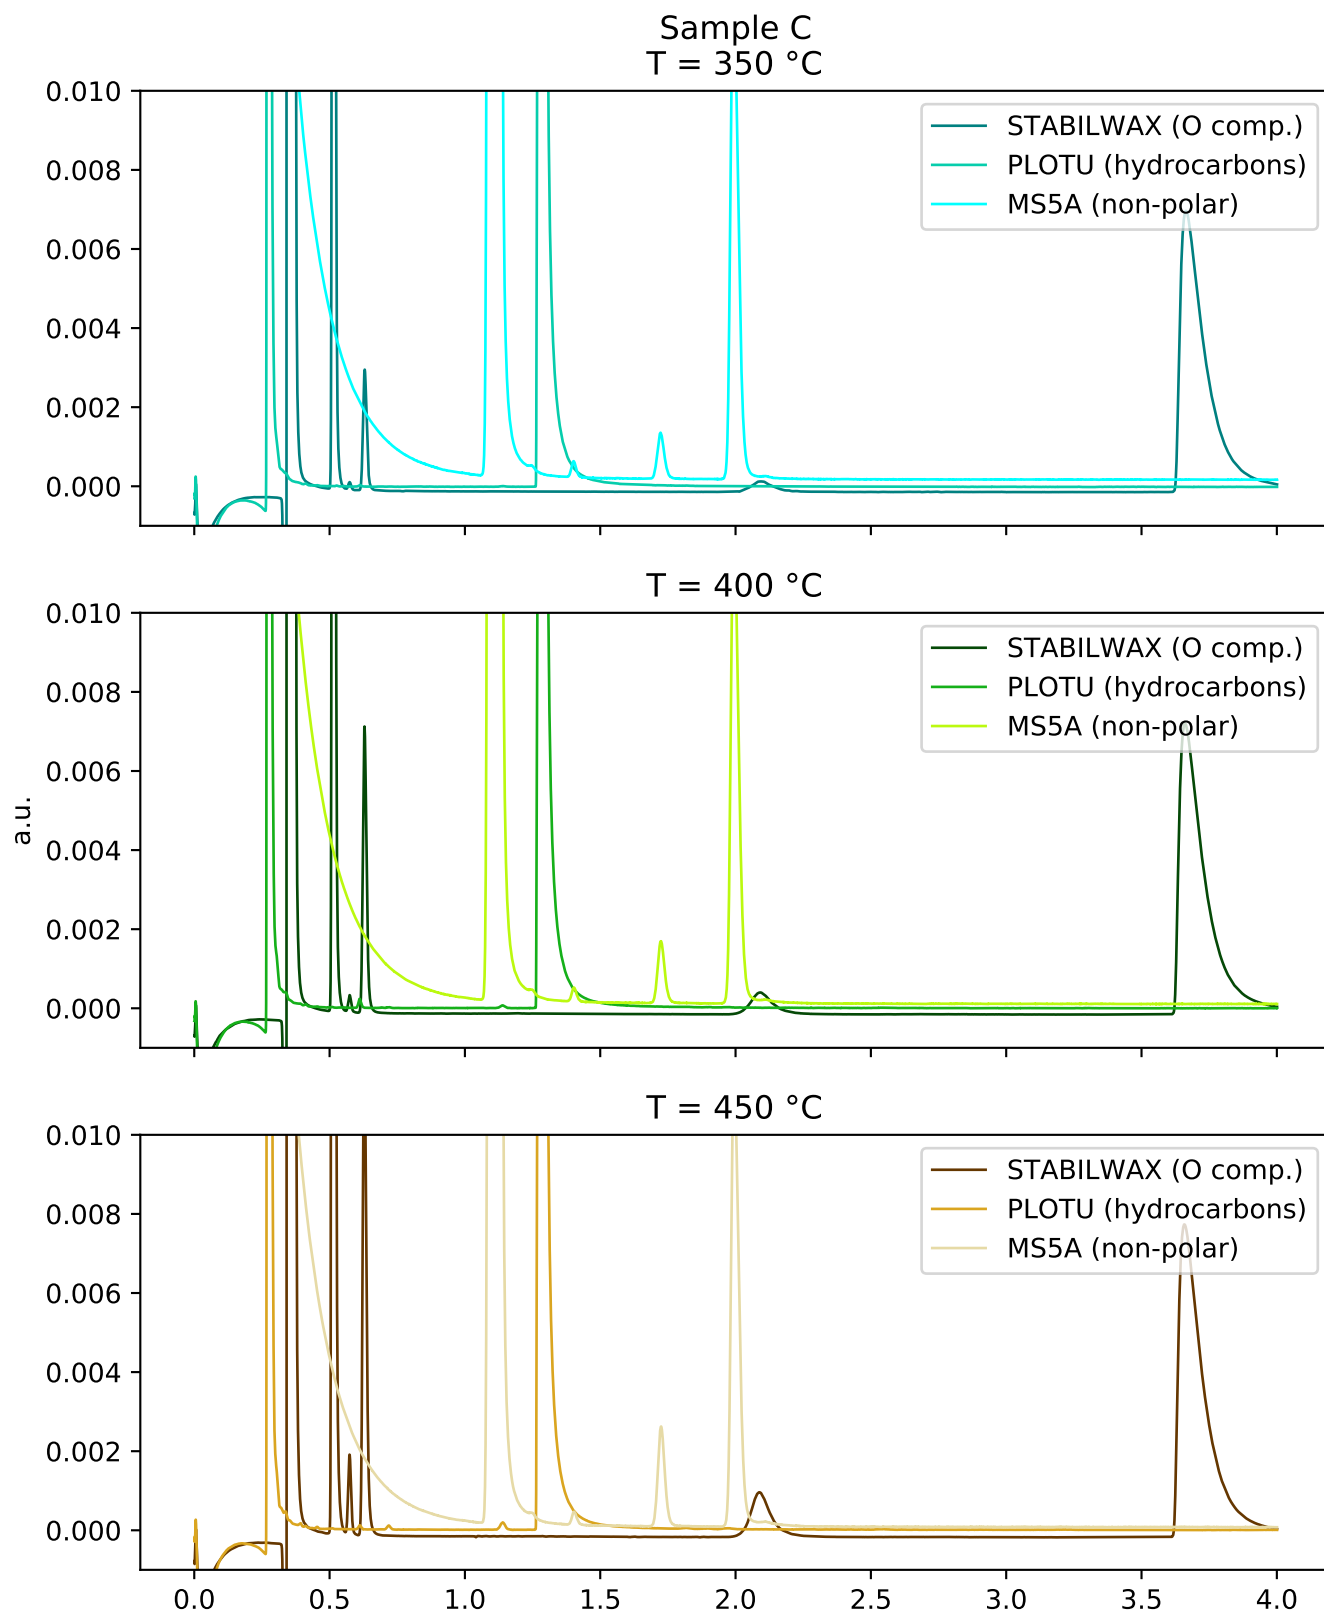 Sample C
T = 350 °C
0.010
0.008
0.006
0.004
0.002
0.000
STABILWAX (O comp.)
PLOTU (hydrocarbons)
MS5A (non-polar)
T = 400 °C
0.010
0.008
0.006
0.004
0.002
0.000
a.u.
STABILWAX (O comp.)
PLOTU (hydrocarbons)
MS5A (non-polar)
T = 450 °C
0.010
0.008
0.006
0.004
0.002
0.000
STABILWAX (O comp.)
PLOTU (hydrocarbons)
MS5A (non-polar)
0.0 0.5 1.0 1.5 2.0 2.5 3.0 3.5 4.0